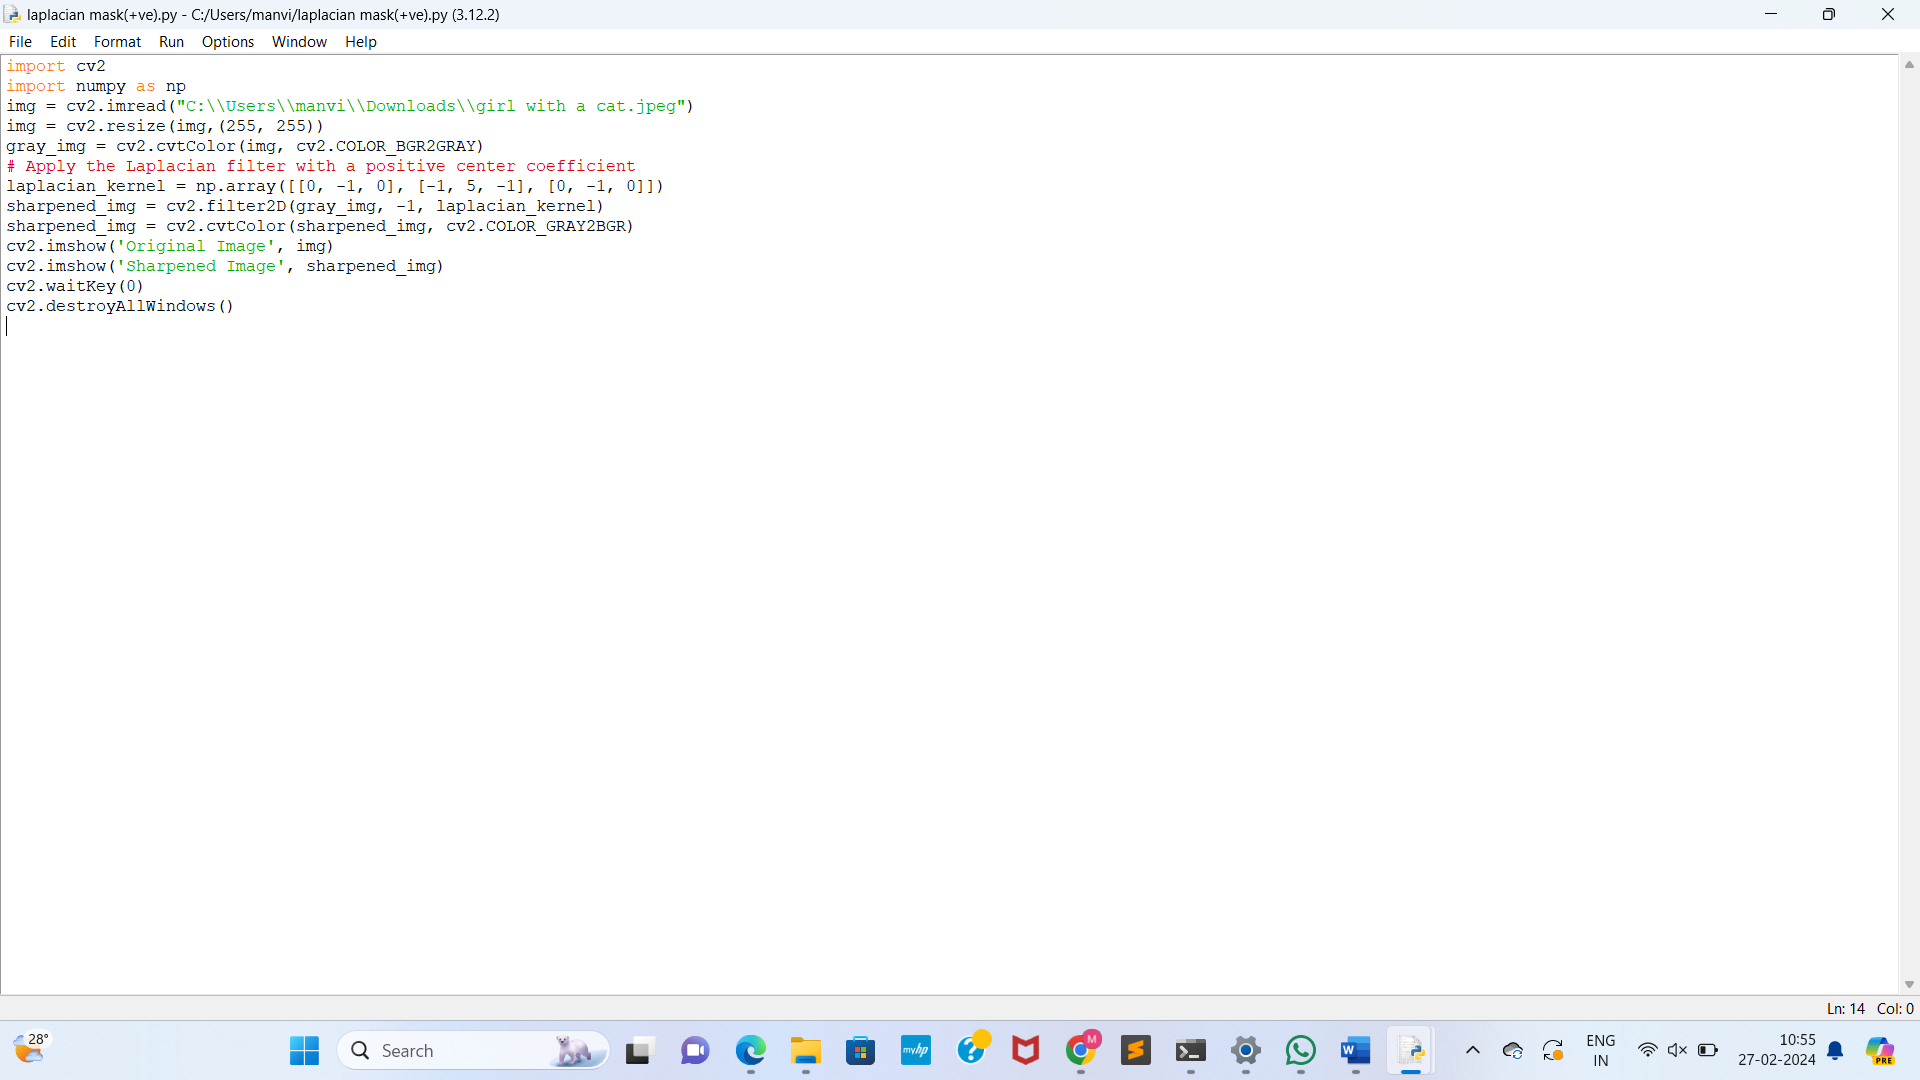 laplacian mask(+ve).py - C:/Users/manvi/laplacian mask(+ve).py (3.12.2)
File Edit Format Run Options Window Help
import cv2
import numpy as np
img = cv2.imread("C:\\Users\\manvi\\Downloads\\girl with a cat.jpeg")
img = cv2.resize(img,(255, 255))
gray_img = cv2.cvtColor(img, cv2.COLOR_BGR2GRAY)
# Apply the Laplacian filter with a positive center coefficient
laplacian_kernel = np.array([[0, -1, 0], [-1, 5, -1], [0, -1, 0]])
sharpened_img = cv2.filter2D(gray_img, -1, laplacian_kernel)
sharpened_img = cv2.cvtColor(sharpened_img, cv2.COLOR_GRAY2BGR)
cv2.imshow('Original Image', img)
cv2.imshow('Sharpened Image', sharpened_img)
cv2.waitKey(0)
cv2.destroyAllWindows()
Ln: 14 Col: 0
28°
Search
myhp
M
W
ENG
IN
10:55
27-02-2024
PRE